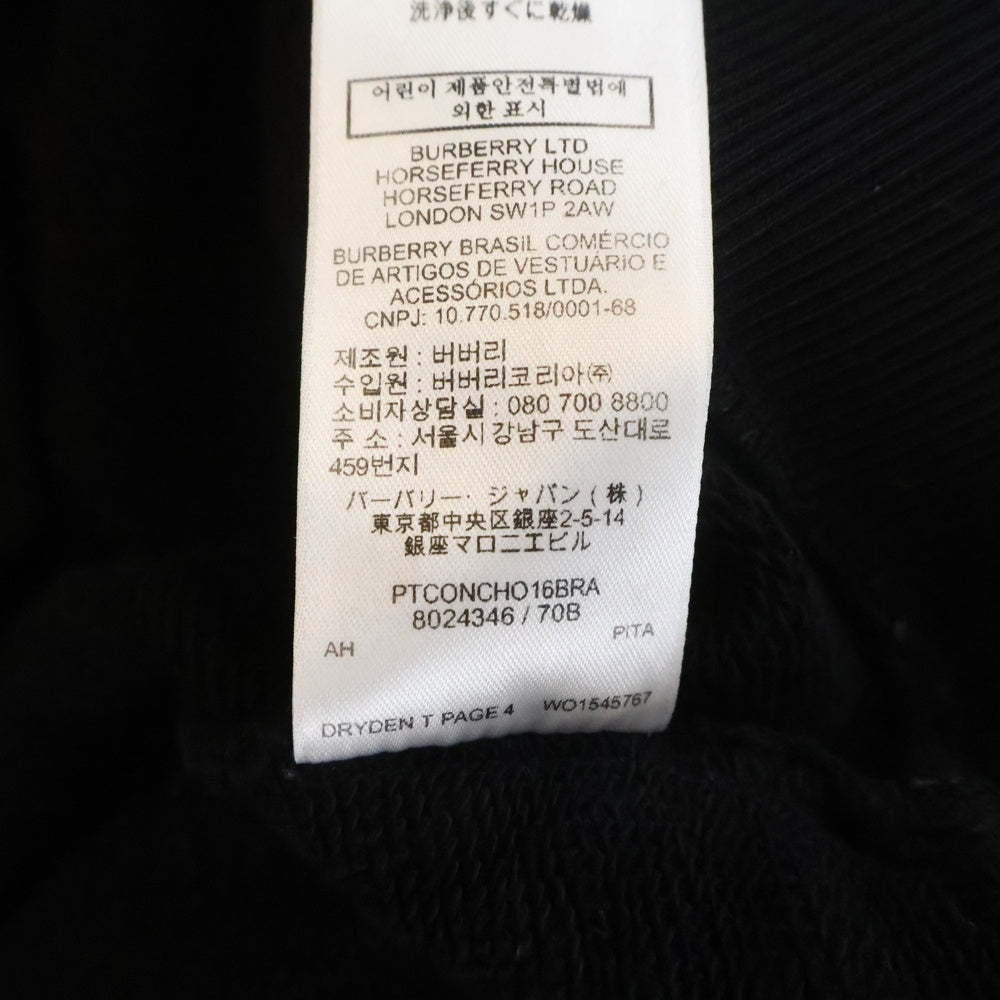 洗浄後すぐに乾燥
어린이 제품안전특별법에
의한 표시
BURBERRY LTD
HORSEFERRY HOUSE
HORSEFERRY ROAD
LONDON SW1P 2AW
BURBERRY BRASIL COMÉRCIO
DE ARTIGOS DE VESTUÁRIO E
ACESSÓRIOS LTDA.
CNPJ: 10.770.518/0001-68
제조원 : 버버리
수입원 : 버버리코리아㈜
소비자상담실 : 080 700 8800
주 소 : 서울시 강남구 도산대로
459번지
バーバリー・ジャパン ( 株 )
東京都中央区銀座2-5-14
銀座マロニエビル
PTCONCHO16BRA
8024346 / 70B
AH PITA
DRYDEN T PAGE 4 WO1545767